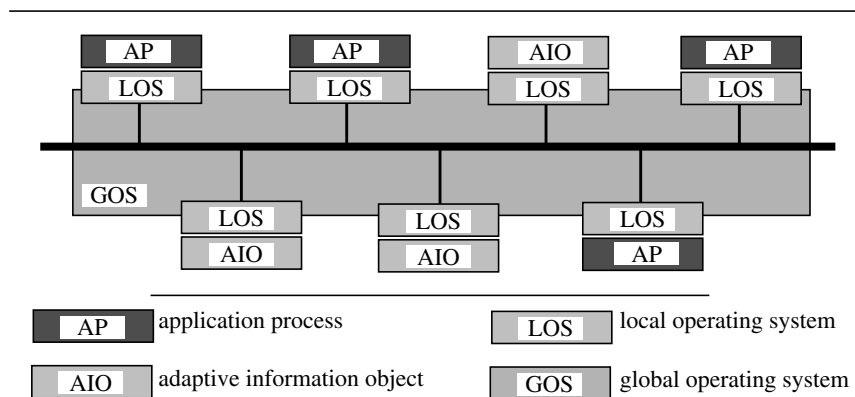 AP AP AIO AP
LOS LOS LOS LOS
GOS
LOS LOS LOS
AIO AIO AP
AP application process
LOS local operating system
AIO adaptive information object
GOS global operating system